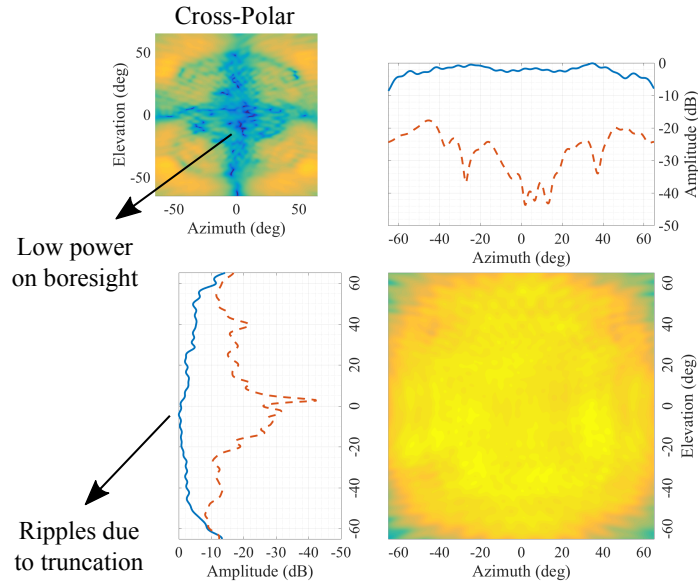 Cross-Polar
50
0
-50
Elevation (deg)
-50 0 50
Azimuth (deg)
0
-10
-20
-30
-40
-50
Amplitude (dB)
-60 -40 -20 0 20 40 60
Azimuth (deg)
Low power
on boresight
60
40
20
0
-20
-40
-60
0 -10 -20 -30 -40 -50
Amplitude (dB)
Ripples due
to truncation
60
40
20
0
-20
-40
-60
Elevation (deg)
-60 -40 -20 0 20 40 60
Azimuth (deg)